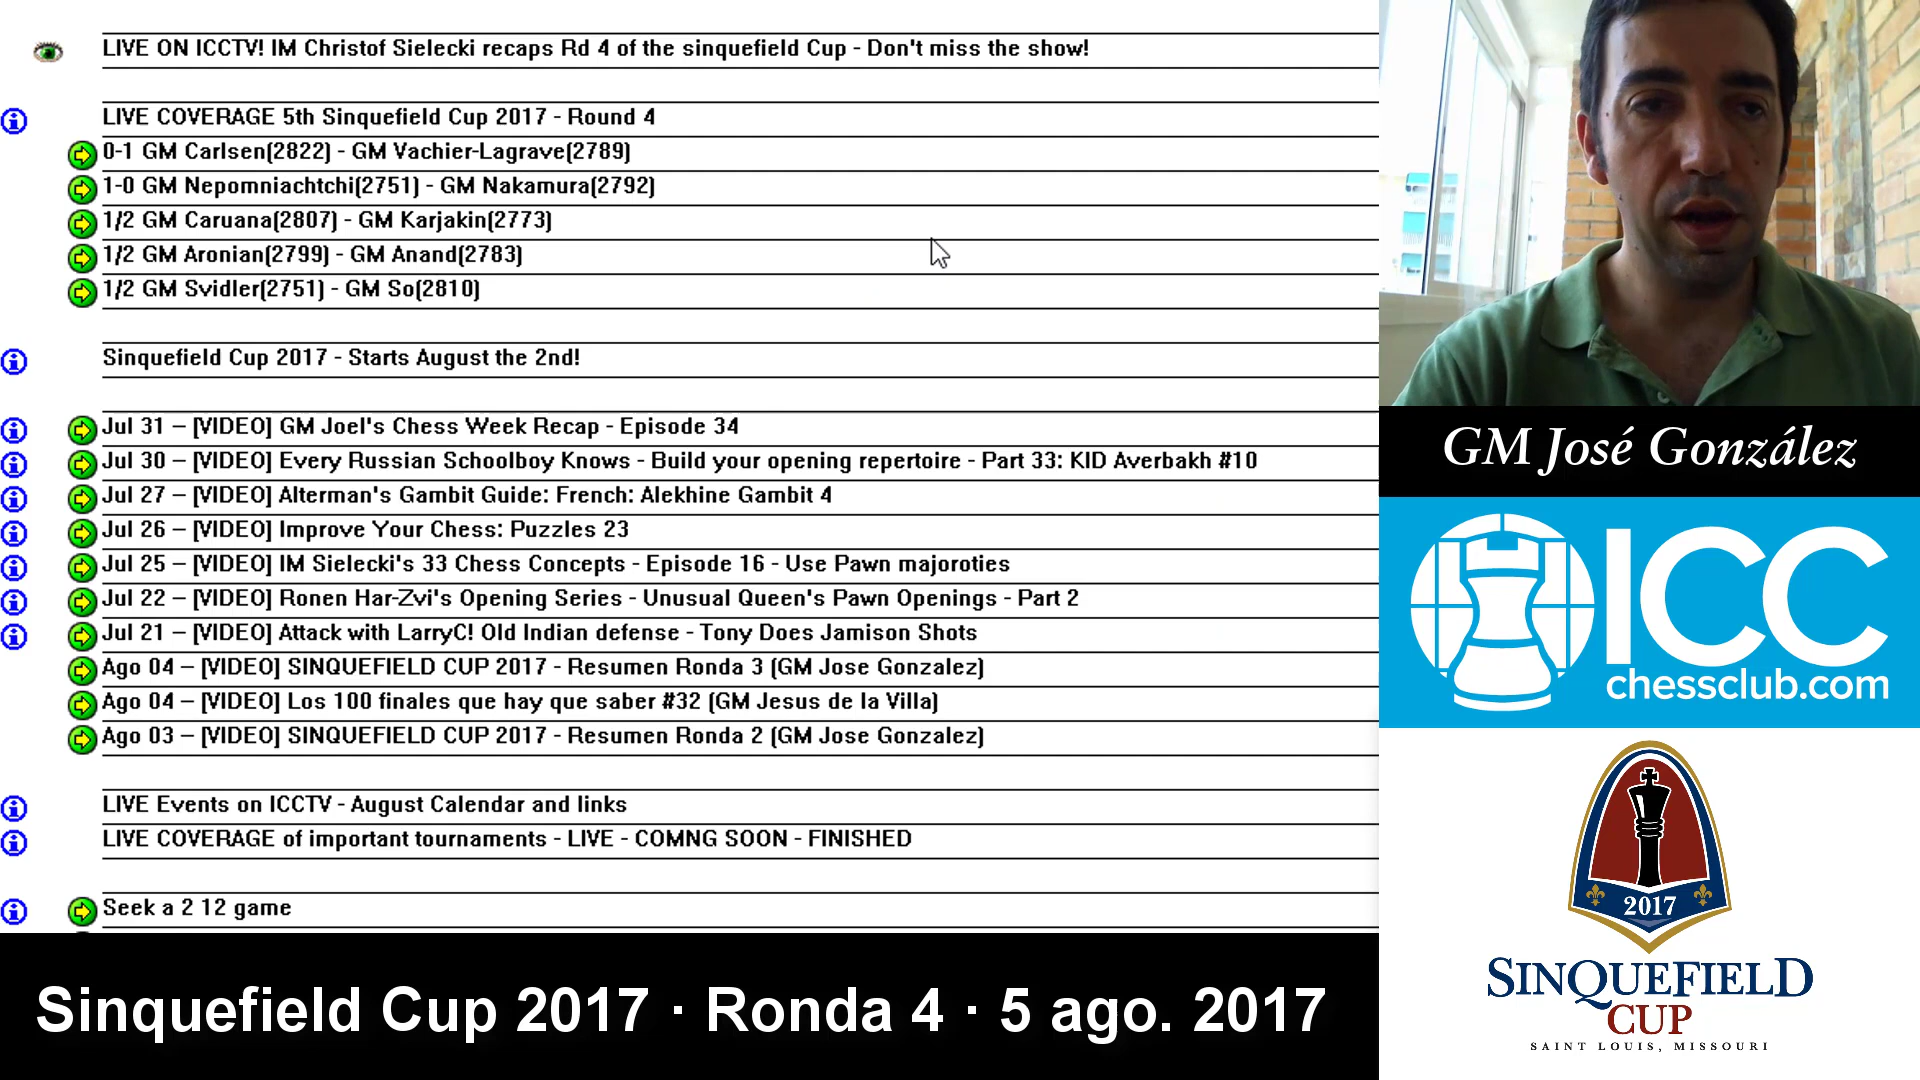 LIVE ON ICCTV! IM Christof Sielecki recaps Rd 4 of the sinquefield Cup - Don't miss the show!
LIVE COVERAGE 5th Sinquefield Cup 2017 - Round 4
0-1 GM Carlsen(2822) - GM Vachier-Lagrave(2789)
1-0 GM Nepomniachtchi(2751) - GM Nakamura(2792)
1/2 GM Caruana(2807) - GM Karjakin(2773)
1/2 GM Aronian(2799) - GM Anand(2783)
1/2 GM Svidler(2751) - GM So(2810)
Sinquefield Cup 2017 - Starts August the 2nd!
Jul 31 – [VIDEO] GM Joel's Chess Week Recap - Episode 34
Jul 30 – [VIDEO] Every Russian Schoolboy Knows - Build your opening repertoire - Part 33: KID Averbakh #10
Jul 27 – [VIDEO] Alterman's Gambit Guide: French: Alekhine Gambit 4
Jul 26 – [VIDEO] Improve Your Chess: Puzzles 23
Jul 25 – [VIDEO] IM Sielecki's 33 Chess Concepts - Episode 16 - Use Pawn majoroties
Jul 22 – [VIDEO] Ronen Har-Zvi's Opening Series - Unusual Queen's Pawn Openings - Part 2
Jul 21 – [VIDEO] Attack with LarryC! Old Indian defense - Tony Does Jamison Shots
Ago 04 – [VIDEO] SINQUEFIELD CUP 2017 - Resumen Ronda 3 (GM Jose Gonzalez)
Ago 04 – [VIDEO] Los 100 finales que hay que saber #32 (GM Jesus de la Villa)
Ago 03 – [VIDEO] SINQUEFIELD CUP 2017 - Resumen Ronda 2 (GM Jose Gonzalez)
LIVE Events on ICCTV - August Calendar and links
LIVE COVERAGE of important tournaments - LIVE - COMNG SOON - FINISHED
Seek a 2 12 game
Sinquefield Cup 2017 · Ronda 4 · 5 ago. 2017
GM José González
ICC
chessclub.com
2017
SINQUEFIELD
CUP
SAINT LOUIS, MISSOURI